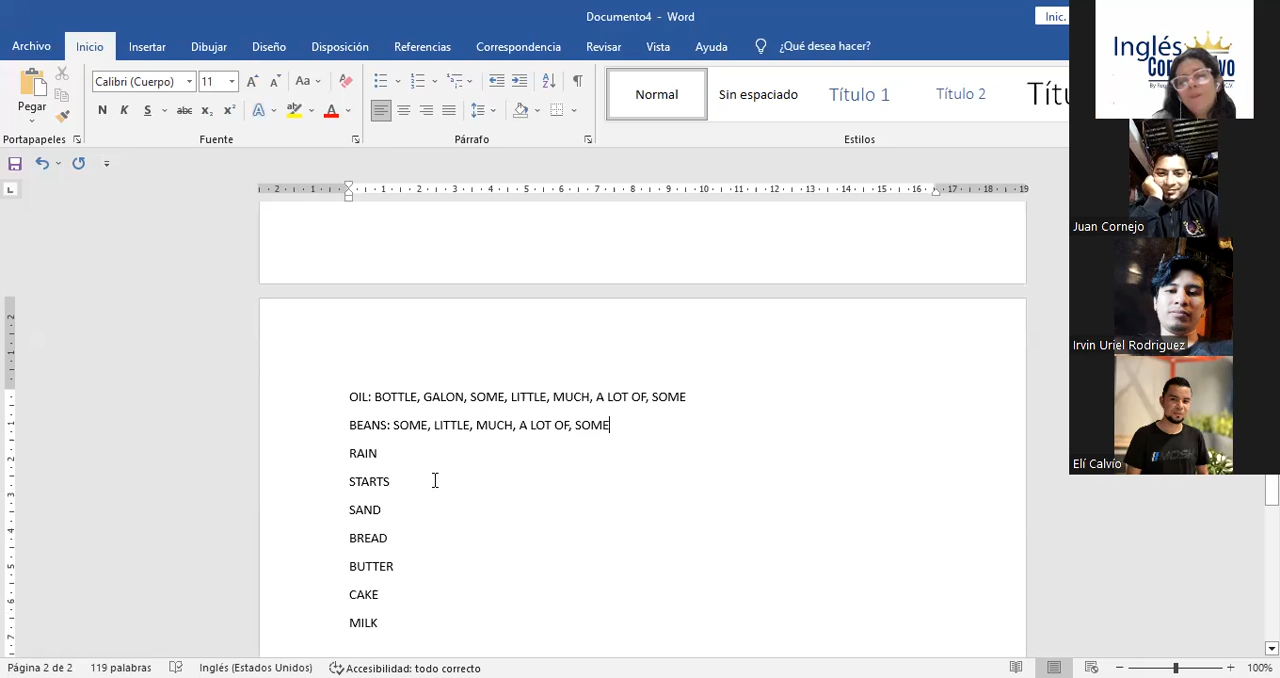 Documento4 - Word
Inic.
Archivo Inicio Insertar Dibujar Diseño Disposición Referencias Correspondencia Revisar Vista Ayuda ¿Qué desea hacer?
Pegar
Calibri (Cuerpo) 11
Normal
Sin espaciado
Título 1
Título 2
Portapapeles Fuente Párrafo Estilos
OIL: BOTTLE, GALON, SOME, LITTLE, MUCH, A LOT OF, SOME
BEANS: SOME, LITTLE, MUCH, A LOT OF, SOME
RAIN
STARTS
SAND
BREAD
BUTTER
CAKE
MILK
Página 2 de 2 119 palabras Inglés (Estados Unidos) Accesibilidad: todo correcto 100%
Inglés
Juan Cornejo
Irvin Uriel Rodriguez
Elí Calvío